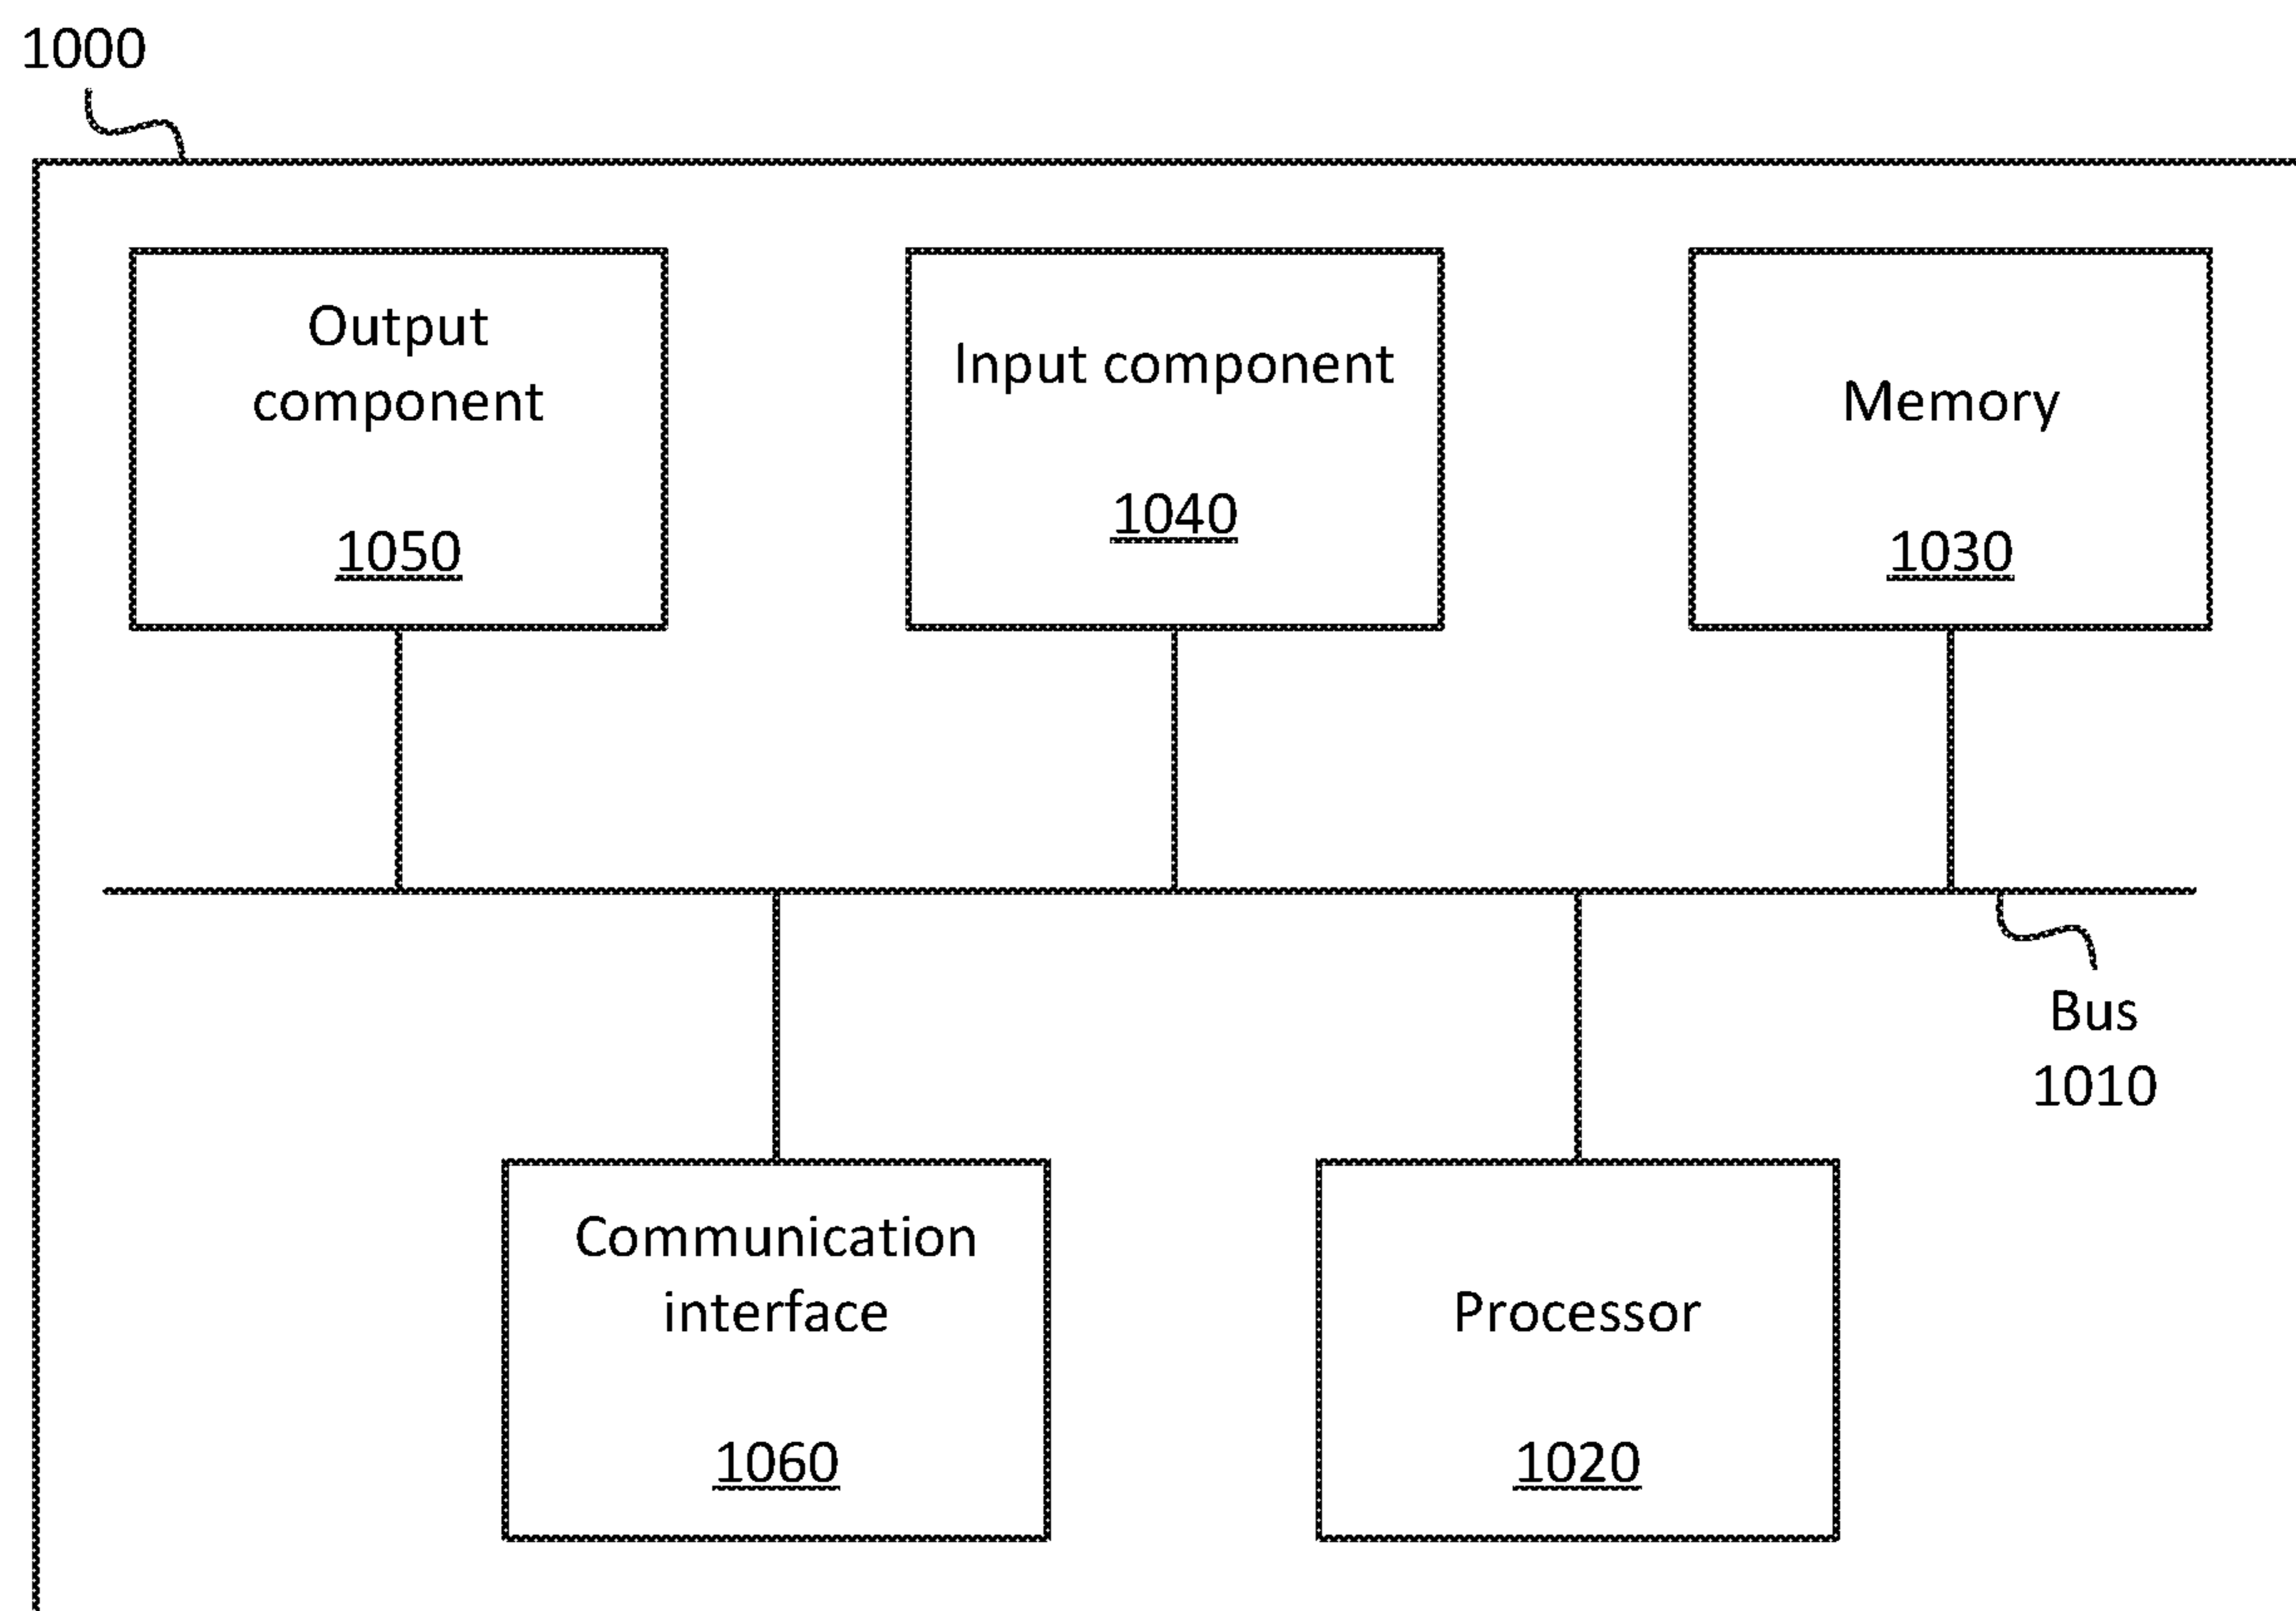 1000
Output
component
1050
Input component
1040
Memory
1030
Bus
1010
Communication
interface
1060
Processor
1020